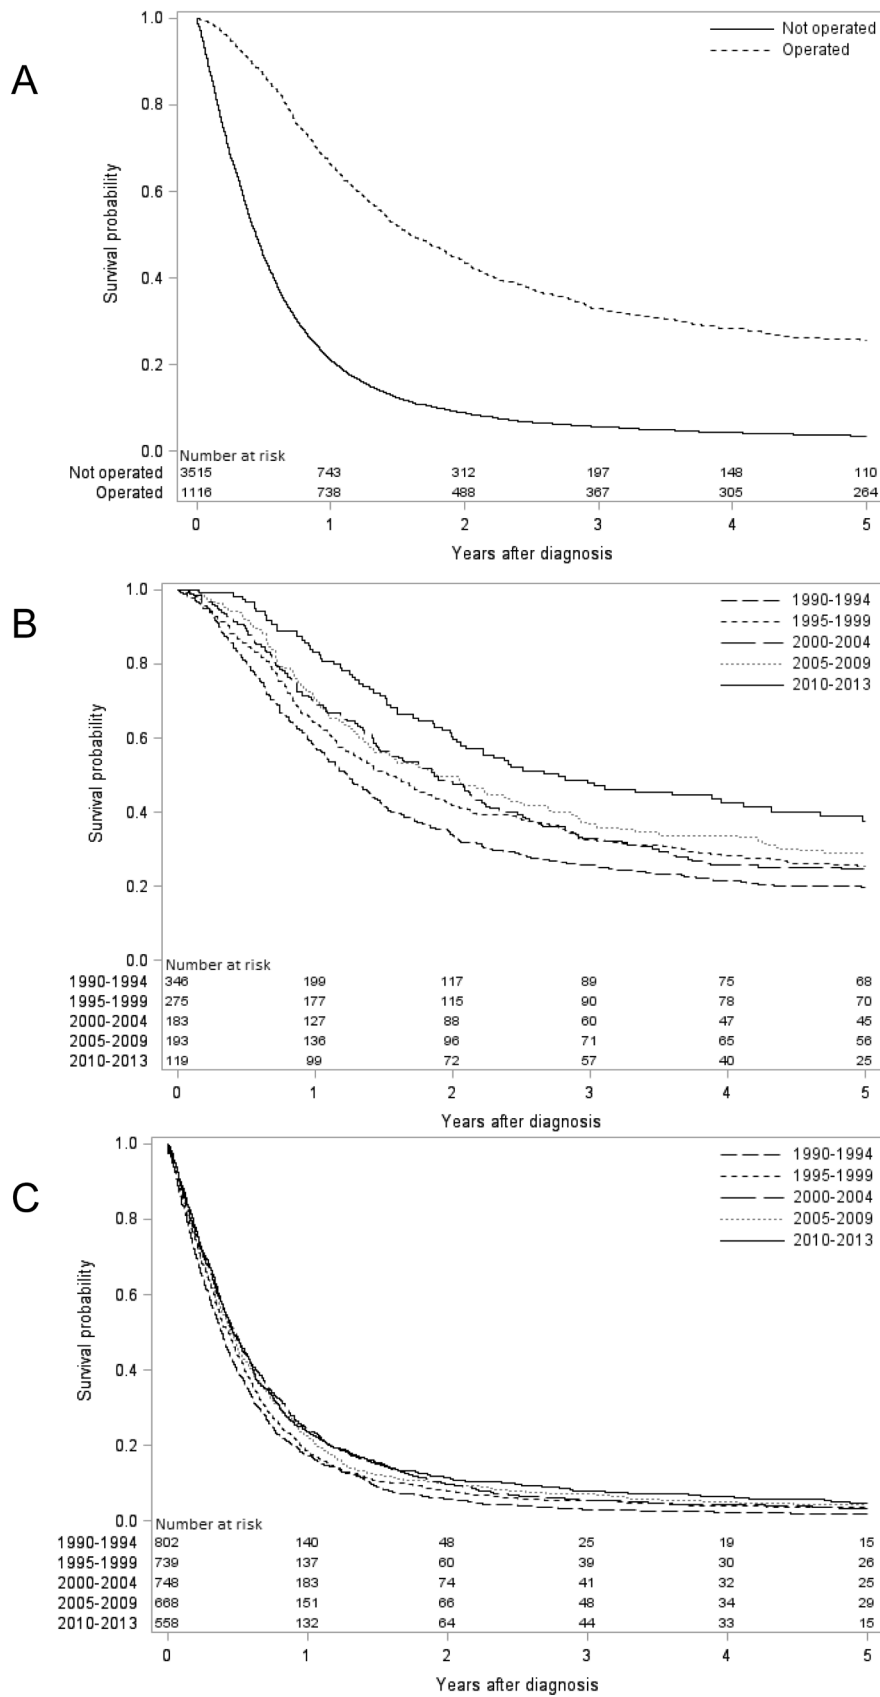 A
1.0
0.8
0.6
0.4
0.2
0.0
Survival probability
Not operated
Operated
Number at risk
Not operated 3515 743 312 197 148 110
Operated 1116 738 488 367 305 264
0 1 2 3 4 5
Years after diagnosis
B
1.0
0.8
0.6
0.4
0.2
0.0
Survival probability
1990-1994
1995-1999
2000-2004
2005-2009
2010-2013
Number at risk
1990-1994 346 199 117 89 75 68
1995-1999 275 177 115 90 78 70
2000-2004 183 127 88 60 47 45
2005-2009 193 136 96 71 65 56
2010-2013 119 99 72 57 40 25
0 1 2 3 4 5
Years after diagnosis
C
1.0
0.8
0.6
0.4
0.2
0.0
Survival probability
1990-1994
1995-1999
2000-2004
2005-2009
2010-2013
Number at risk
1990-1994 802 140 48 25 19 15
1995-1999 739 137 60 39 30 26
2000-2004 748 183 74 41 32 25
2005-2009 668 151 66 48 34 29
2010-2013 558 132 64 44 33 15
0 1 2 3 4 5
Years after diagnosis